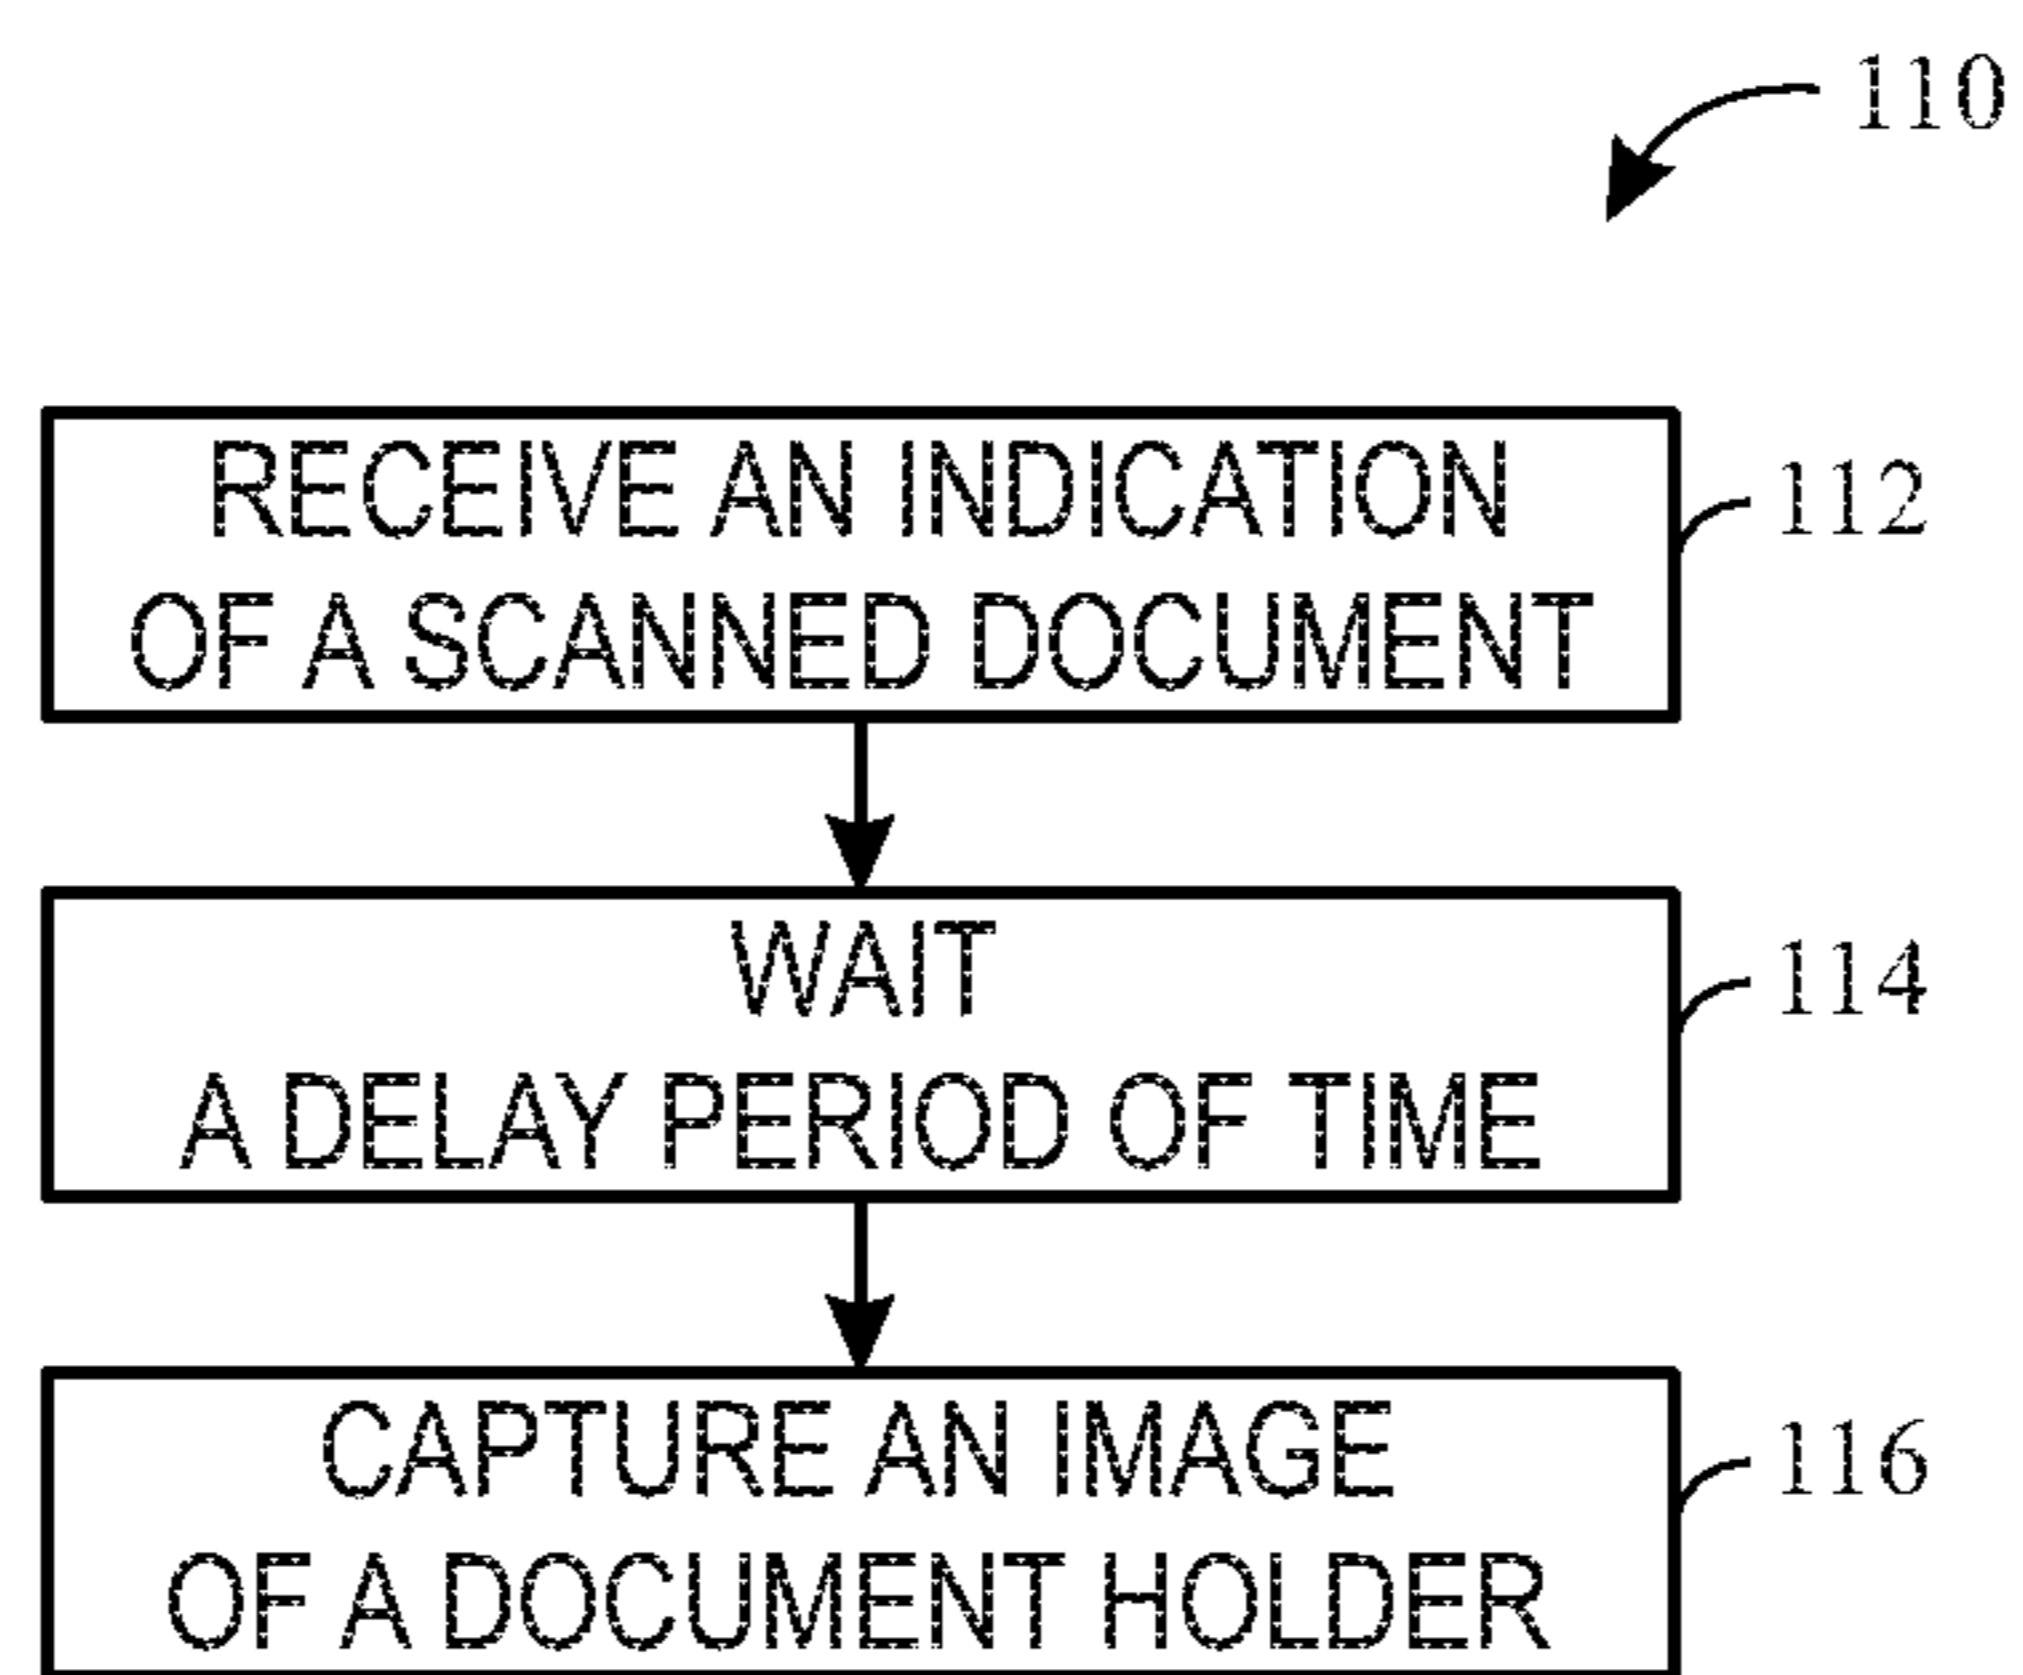 110
RECEIVE AN INDICATION
OF A SCANNED DOCUMENT
112
WAIT
A DELAY PERIOD OF TIME
114
CAPTURE AN IMAGE
OF A DOCUMENT HOLDER
116